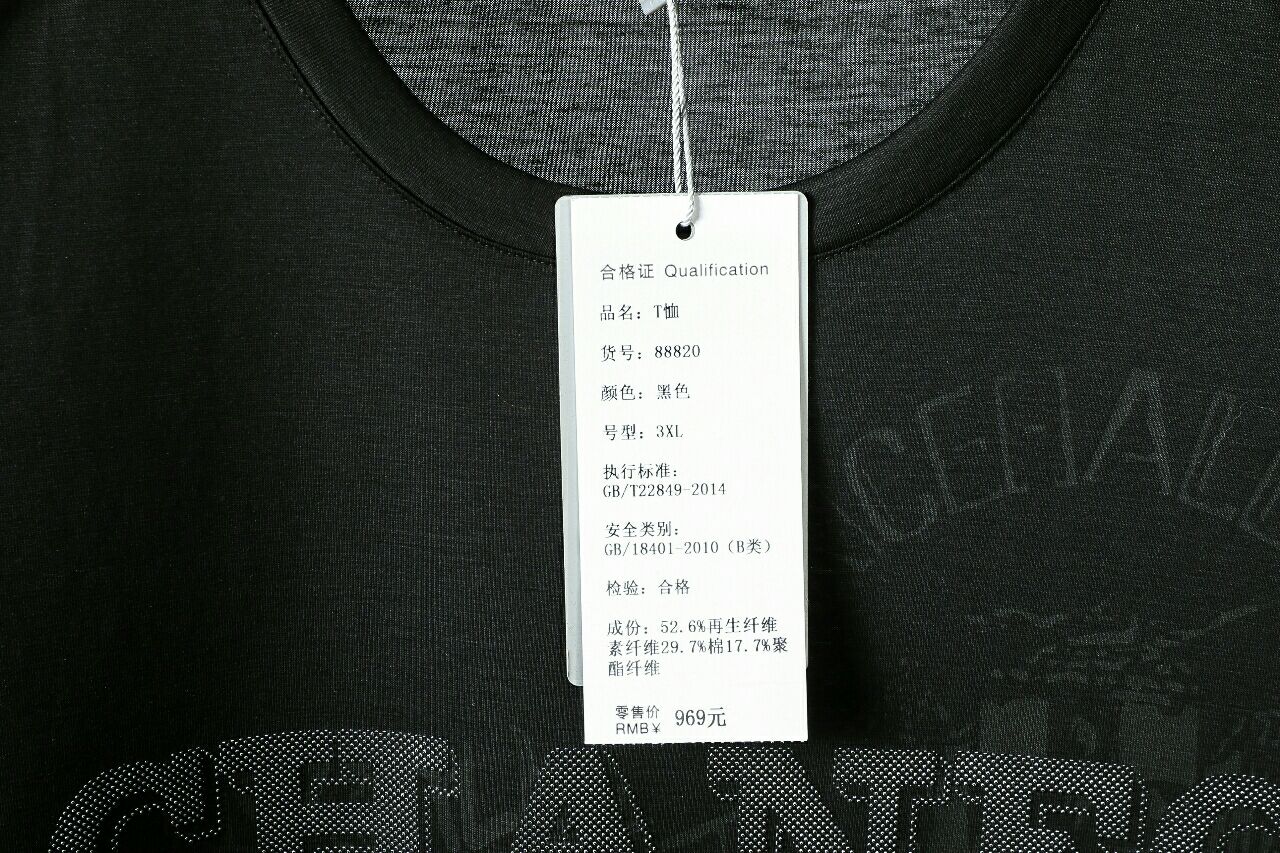 合格证 Qualification
品名：T恤
货号：88820
颜色：黑色
号型：3XL
执行标准：
GB/T22849-2014
安全类别：
GB/18401-2010（B类）
检验：合格
成份：52.6%再生纤维
素纤维29.7%棉17.7%聚
酯纤维
零售价
RMB¥ 969元